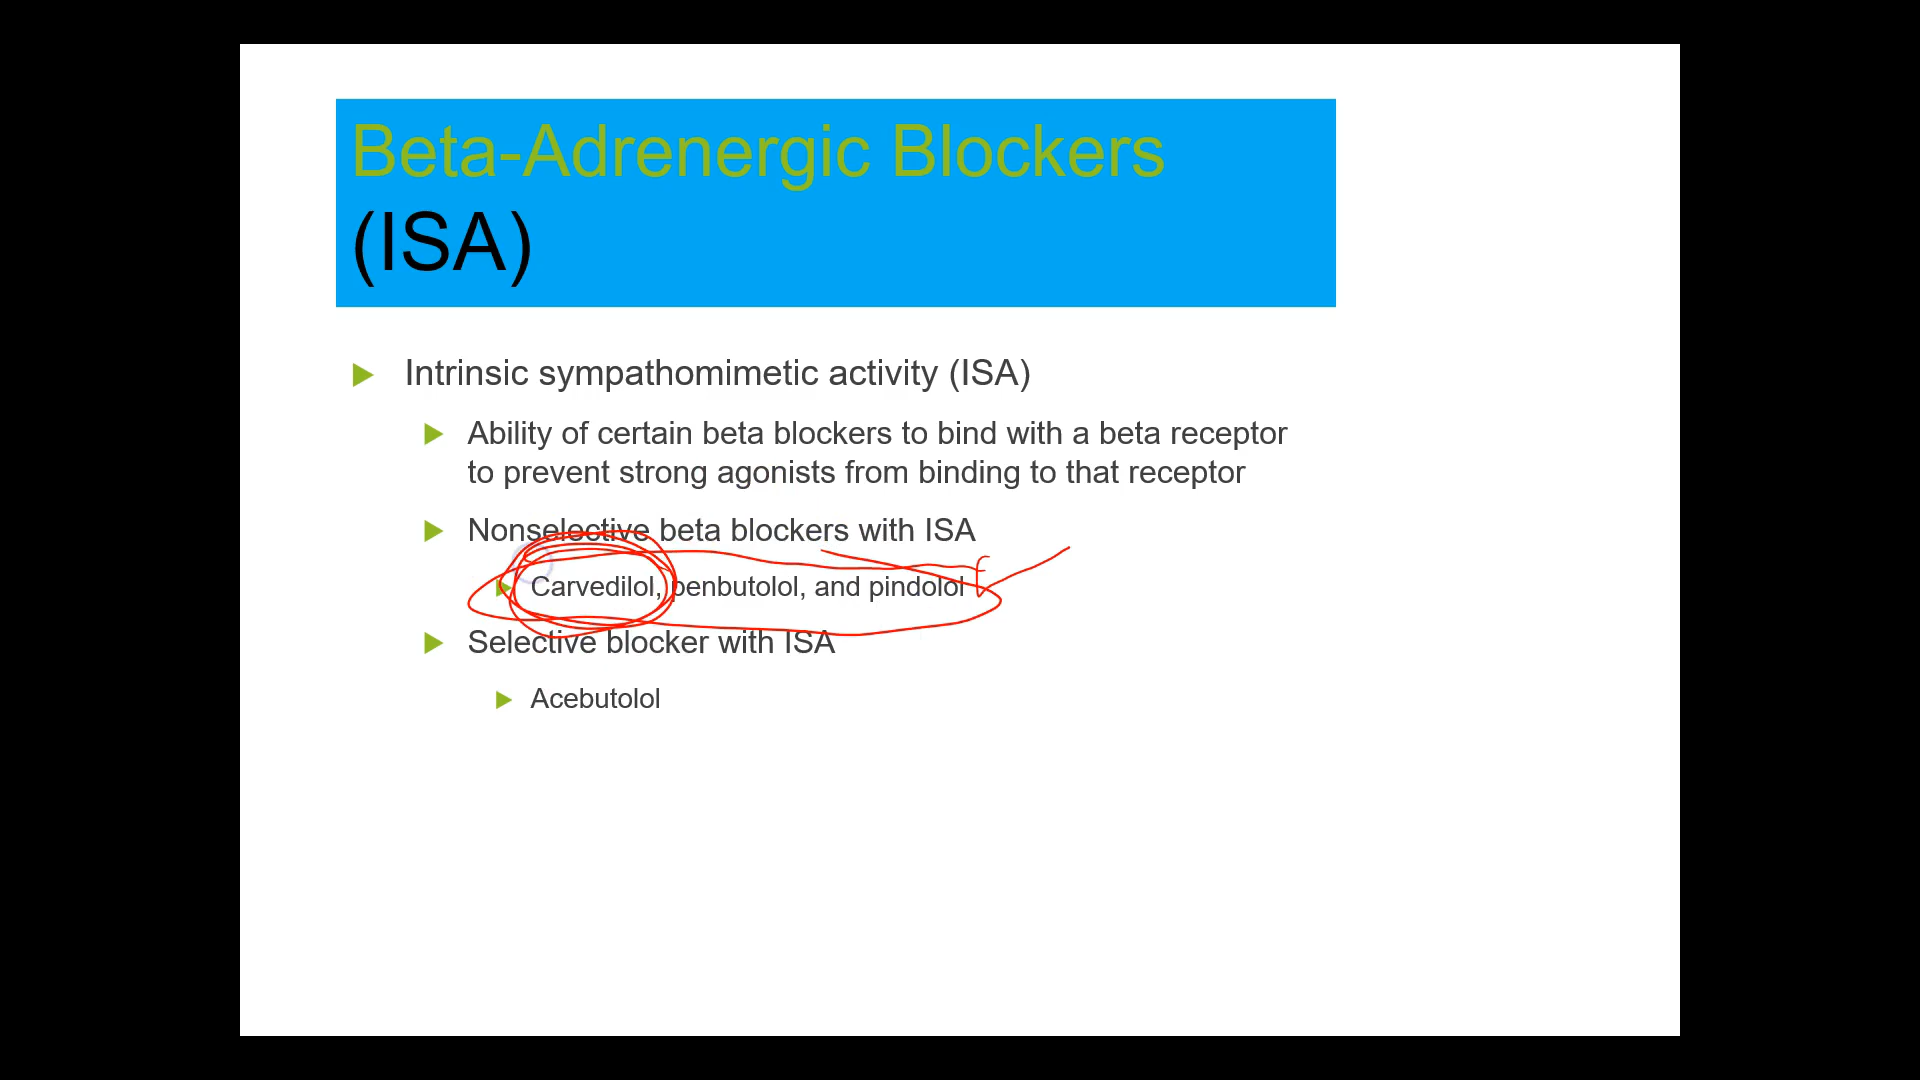 Beta-Adrenergic Blockers
(ISA)
Intrinsic sympathomimetic activity (ISA)
Ability of certain beta blockers to bind with a beta receptor
to prevent strong agonists from binding to that receptor
Nonselective beta blockers with ISA
Carvedilol, penbutolol, and pindolol
Selective blocker with ISA
Acebutolol